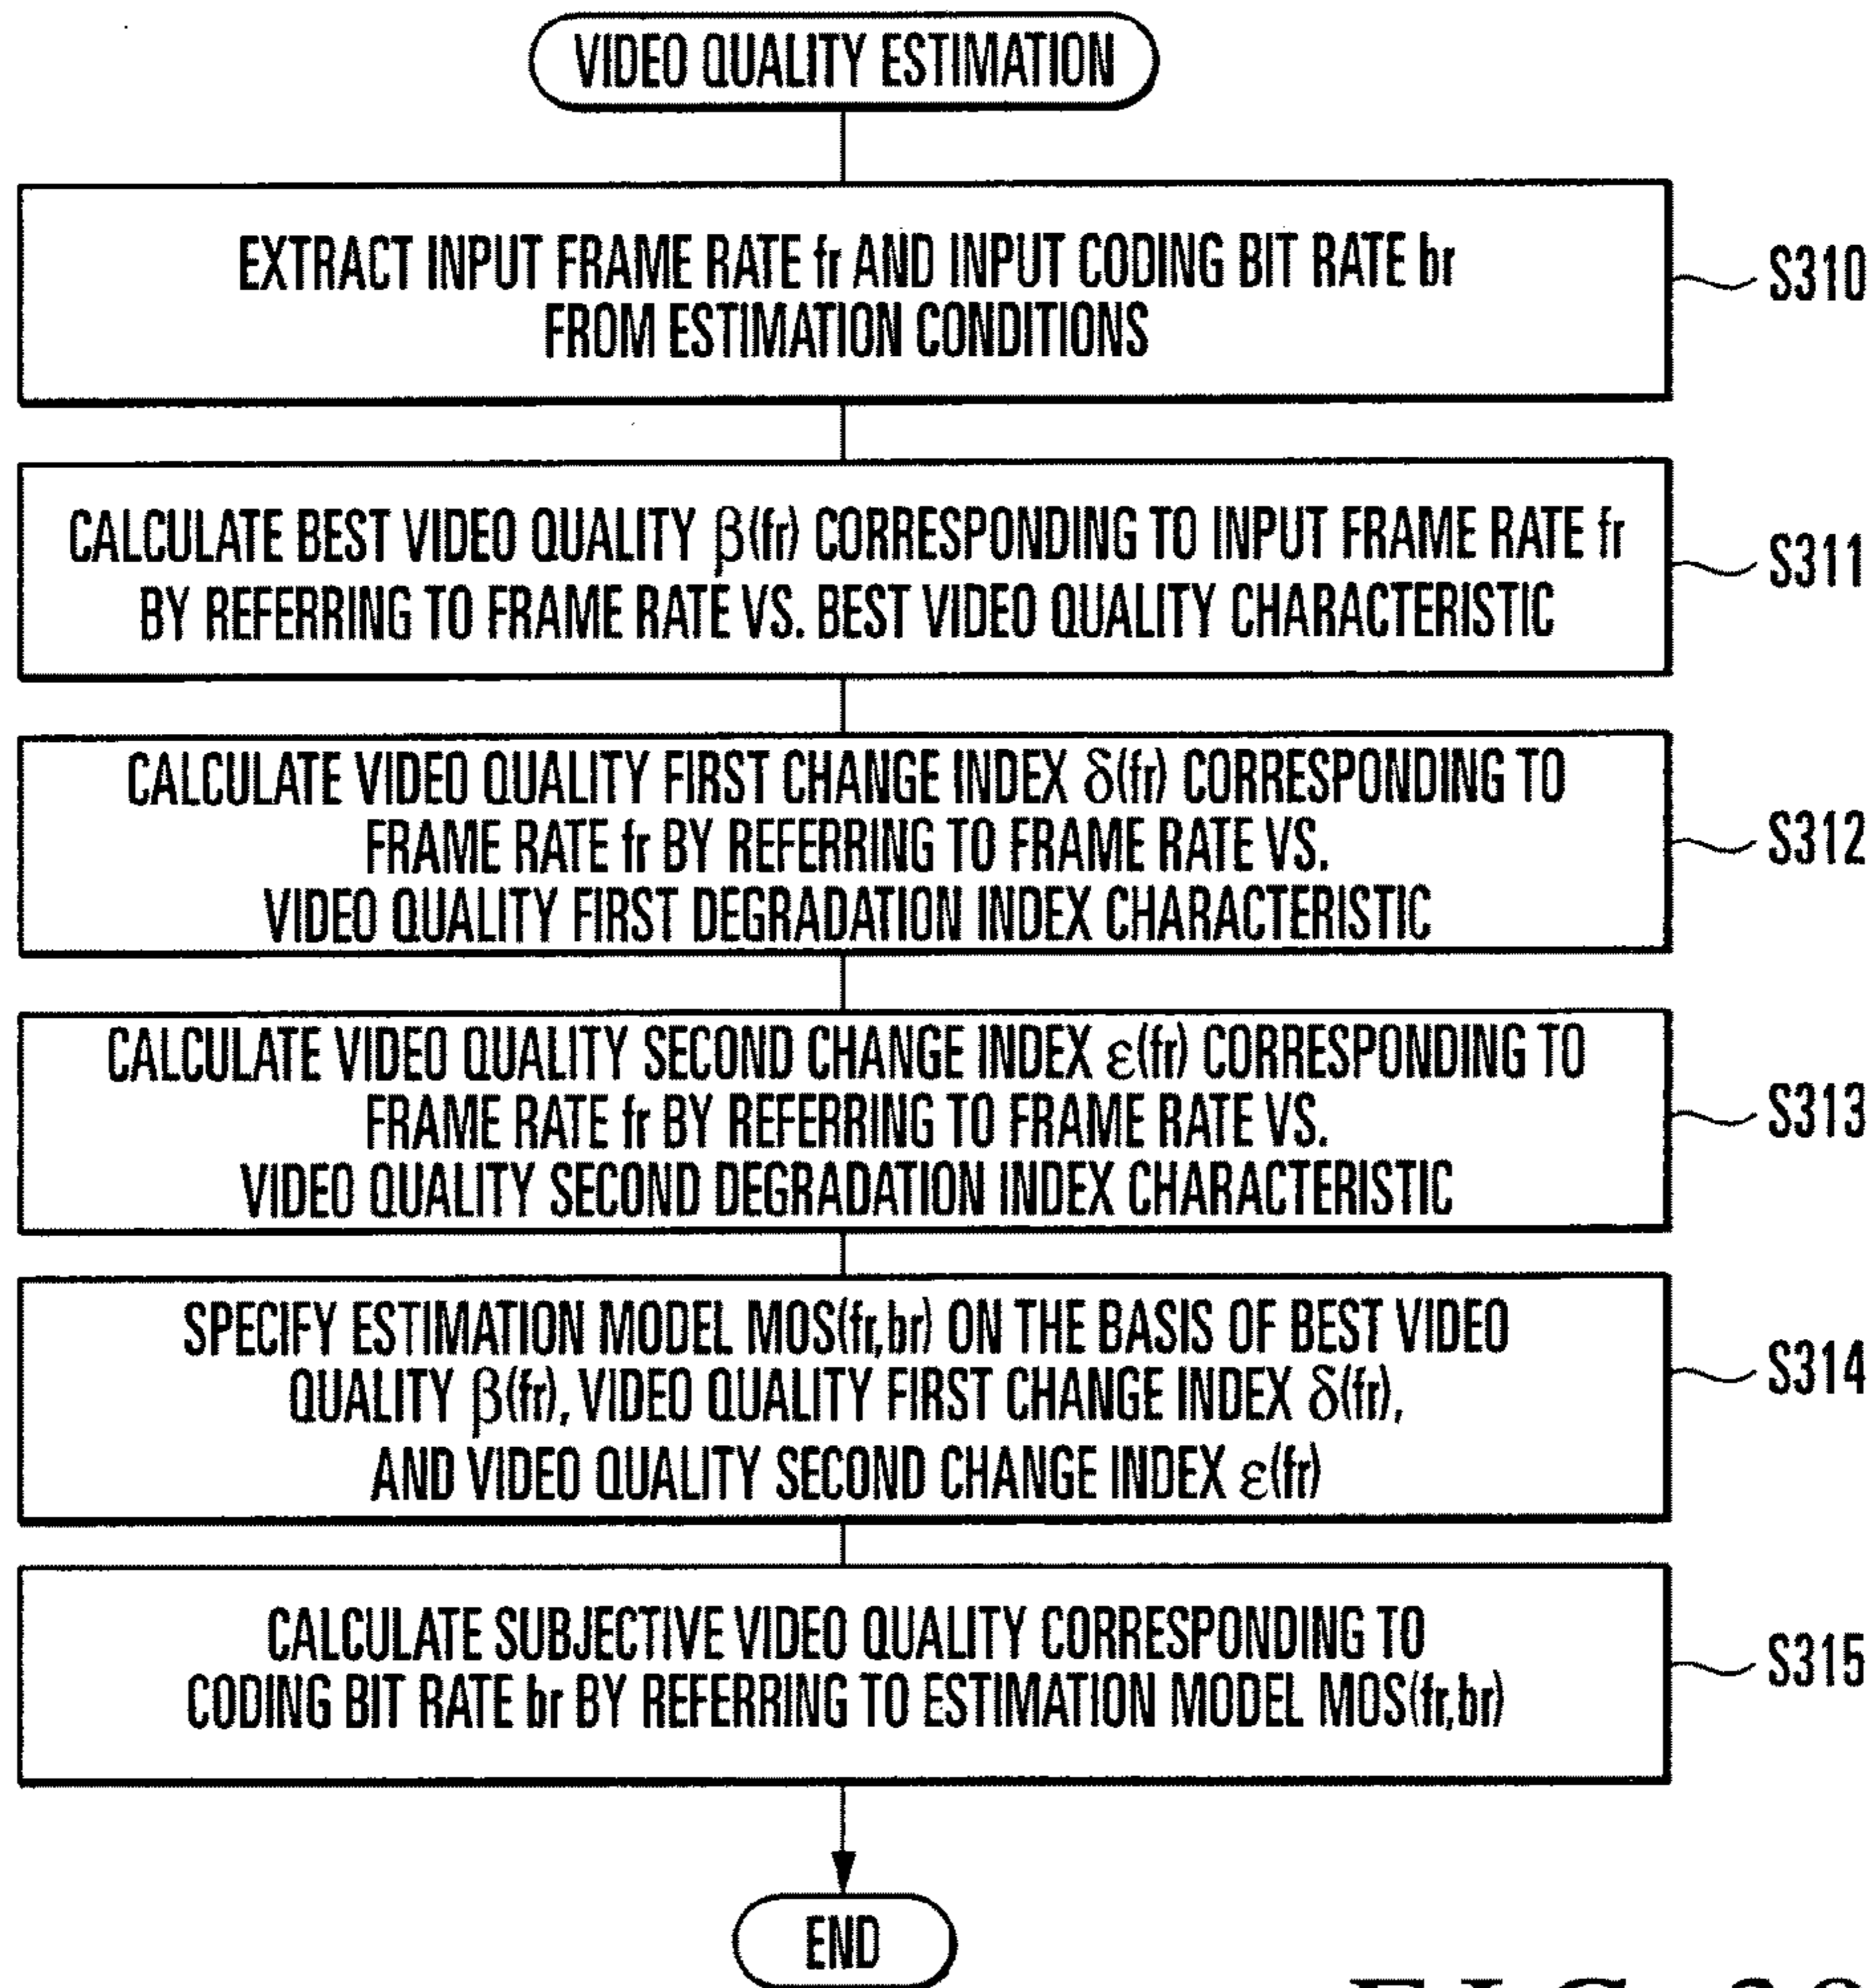 VIDEO QUALITY ESTIMATION
EXTRACT INPUT FRAME RATE fr AND INPUT CODING BIT RATE br
FROM ESTIMATION CONDITIONS
S310
CALCULATE BEST VIDEO QUALITY β(fr) CORRESPONDING TO INPUT FRAME RATE fr
BY REFERRING TO FRAME RATE VS. BEST VIDEO QUALITY CHARACTERISTIC
S311
CALCULATE VIDEO QUALITY FIRST CHANGE INDEX δ(fr) CORRESPONDING TO
FRAME RATE fr BY REFERRING TO FRAME RATE VS.
VIDEO QUALITY FIRST DEGRADATION INDEX CHARACTERISTIC
S312
CALCULATE VIDEO QUALITY SECOND CHANGE INDEX ε(fr) CORRESPONDING TO
FRAME RATE fr BY REFERRING TO FRAME RATE VS.
VIDEO QUALITY SECOND DEGRADATION INDEX CHARACTERISTIC
S313
SPECIFY ESTIMATION MODEL MOS(fr,br) ON THE BASIS OF BEST VIDEO
QUALITY β(fr), VIDEO QUALITY FIRST CHANGE INDEX δ(fr),
AND VIDEO QUALITY SECOND CHANGE INDEX ε(fr)
S314
CALCULATE SUBJECTIVE VIDEO QUALITY CORRESPONDING TO
CODING BIT RATE br BY REFERRING TO ESTIMATION MODEL MOS(fr,br)
S315
END